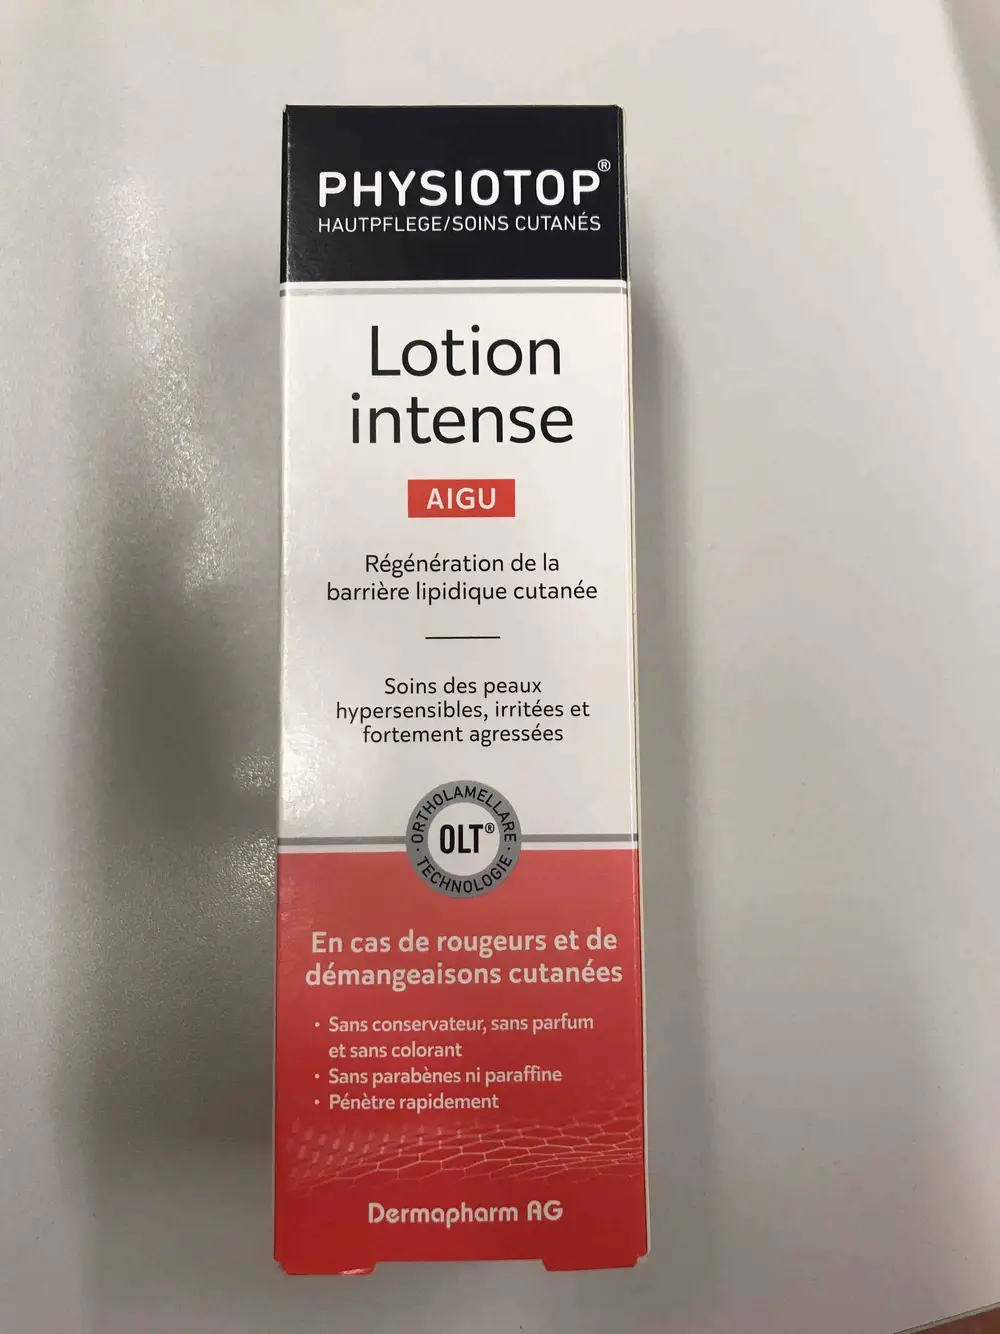 PHYSIOTOP®
HAUTPFLEGE/SOINS CUTANÉS
Lotion
intense
AIGU
Régénération de la
barrière lipidique cutanée
Soins des peaux
hypersensibles, irritées et
fortement agressées
· ORTHOLAMELLARE ·
OLT®
TECHNOLOGIE
En cas de rougeurs et de
démangeaisons cutanées
• Sans conservateur, sans parfum
et sans colorant
• Sans parabènes ni paraffine
• Pénètre rapidement
Dermapharm AG